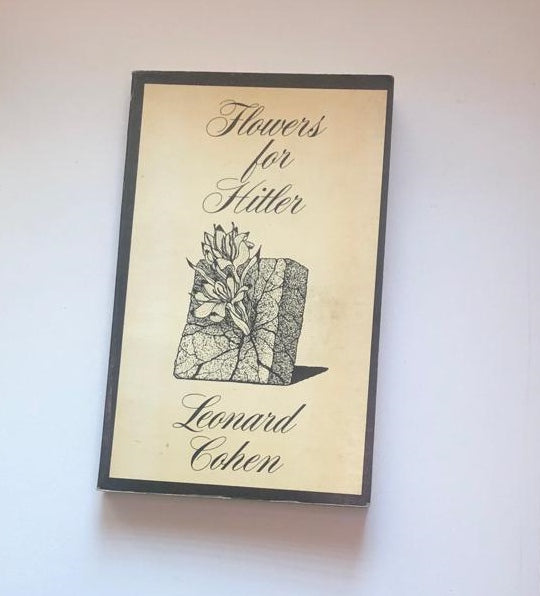 Flowers
for
Hitler
Leonard
Cohen